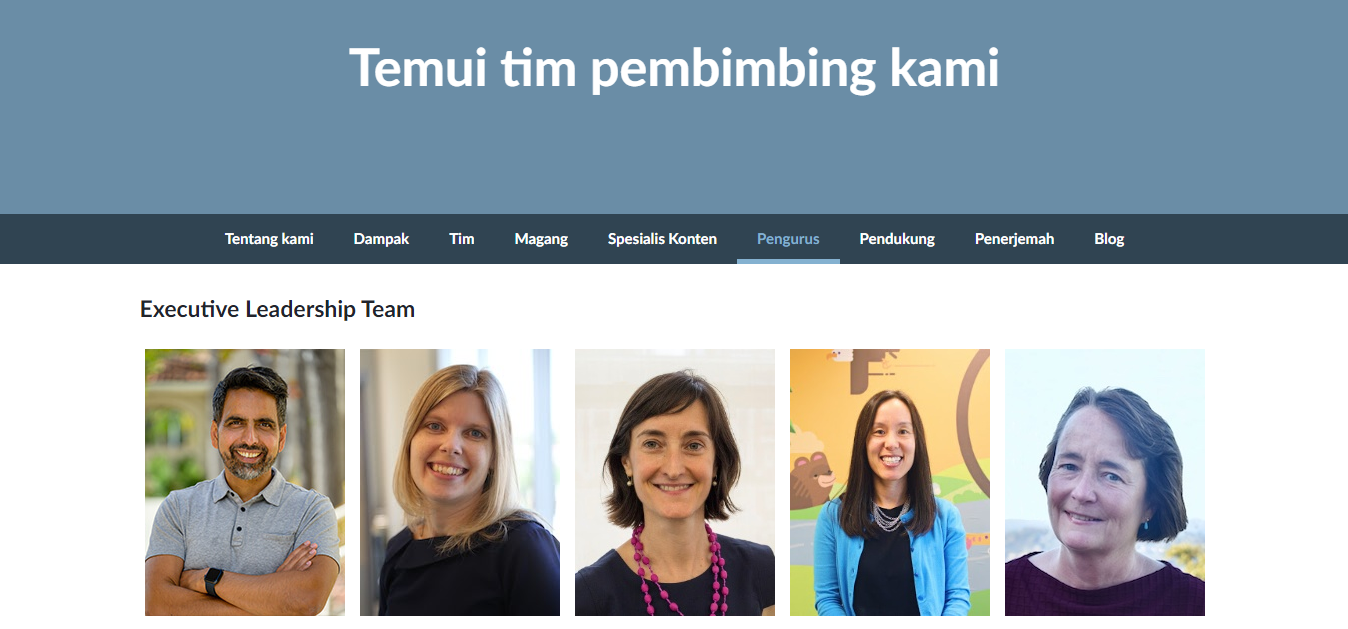 Temui tim pembimbing kami
Tentang kami Dampak Tim Magang Spesialis Konten Pengurus Pendukung Penerjemah Blog
Executive Leadership Team